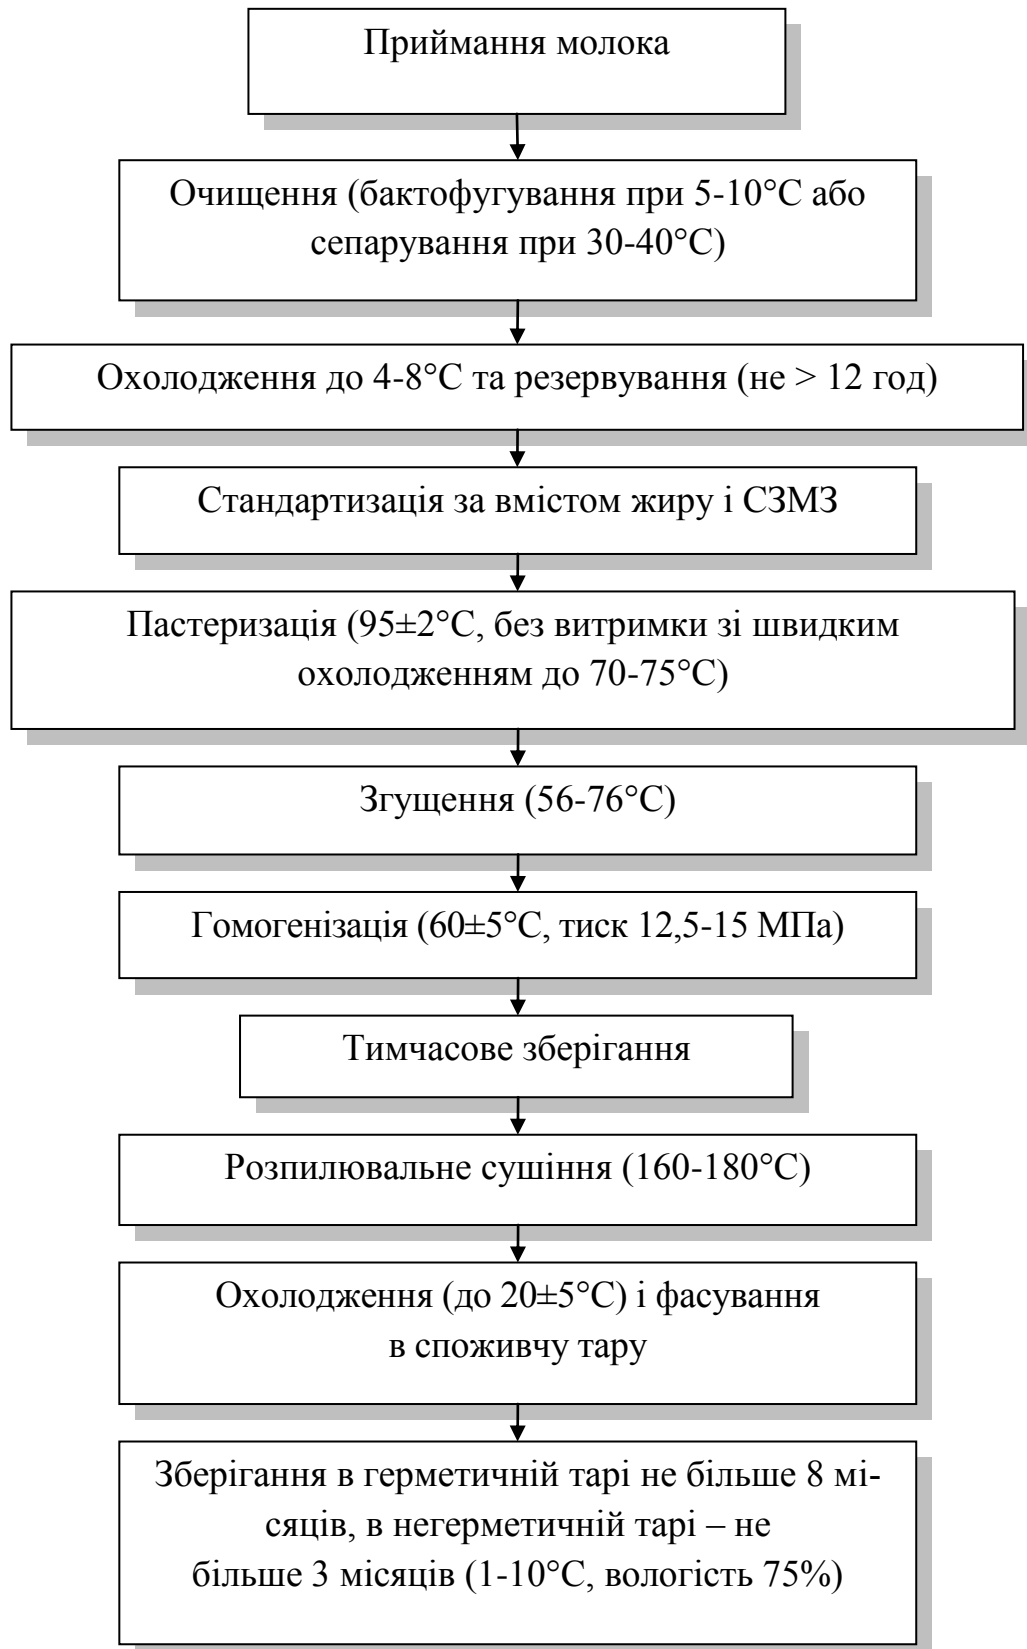 Приймання молока
Очищення (бактофугування при 5-10°С або
сепарування при 30-40°С)
Охолодження до 4-8°С та резервування (не > 12 год)
Стандартизація за вмістом жиру і СЗМЗ
Пастеризація (95±2°С, без витримки зі швидким
охолодженням до 70-75°С)
Згущення (56-76°С)
Гомогенізація (60±5°С, тиск 12,5-15 МПа)
Тимчасове зберігання
Розпилювальне сушіння (160-180°С)
Охолодження (до 20±5°С) і фасування
в споживчу тару
Зберігання в герметичній тарі не більше 8 мі-
сяців, в негерметичній тарі – не
більше 3 місяців (1-10°С, вологість 75%)